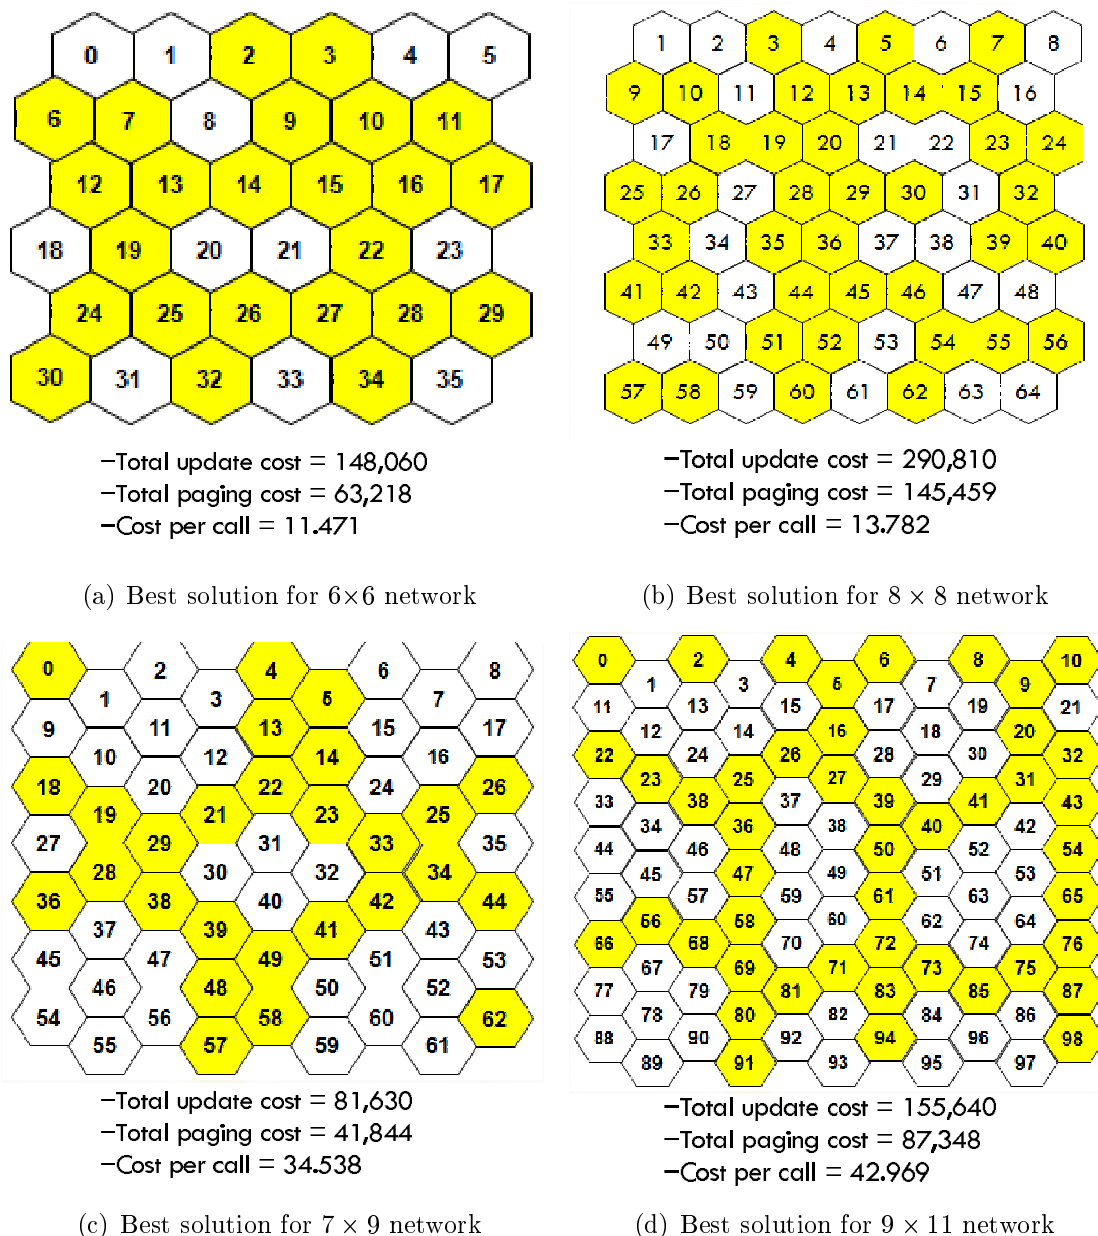 0 1 2 3 4 5
6 7 8 9 10 11
12 13 14 15 16 17
18 19 20 21 22 23
24 25 26 27 28 29
30 31 32 33 34 35
–Total update cost = 148,060
–Total paging cost = 63,218
–Cost per call = 11.471
(a) Best solution for 6×6 network
1 2 3 4 5 6 7 8
9 10 11 12 13 14 15 16
17 18 19 20 21 22 23 24
25 26 27 28 29 30 31 32
33 34 35 36 37 38 39 40
41 42 43 44 45 46 47 48
49 50 51 52 53 54 55 56
57 58 59 60 61 62 63 64
–Total update cost = 290,810
–Total paging cost = 145,459
–Cost per call = 13.782
(b) Best solution for 8 × 8 network
0 2 4 6 8
1 3 5 7
9 11 13 15 17
10 12 14 16
18 20 22 24 26
19 21 23 25
27 29 31 33 35
28 30 32 34
36 38 40 42 44
37 39 41 43
45 47 49 51 53
46 48 50 52
54 56 58 60 62
55 57 59 61
–Total update cost = 81,630
–Total paging cost = 41,844
–Cost per call = 34.538
(c) Best solution for 7 × 9 network
0 2 4 6 8 10
1 3 5 7 9
11 13 15 17 19 21
12 14 16 18 20
22 24 26 28 30 32
23 25 27 29 31
33 38 37 39 41 43
34 36 38 40 42
44 46 48 50 52 54
45 47 49 51 53
55 57 59 61 63 65
56 58 60 62 64
66 68 70 72 74 76
67 69 71 73 75
77 79 81 83 85 87
78 80 82 84 86
88 90 92 94 96 98
89 91 93 95 97
–Total update cost = 155,640
–Total paging cost = 87,348
–Cost per call = 42.969
(d) Best solution for 9 × 11 network